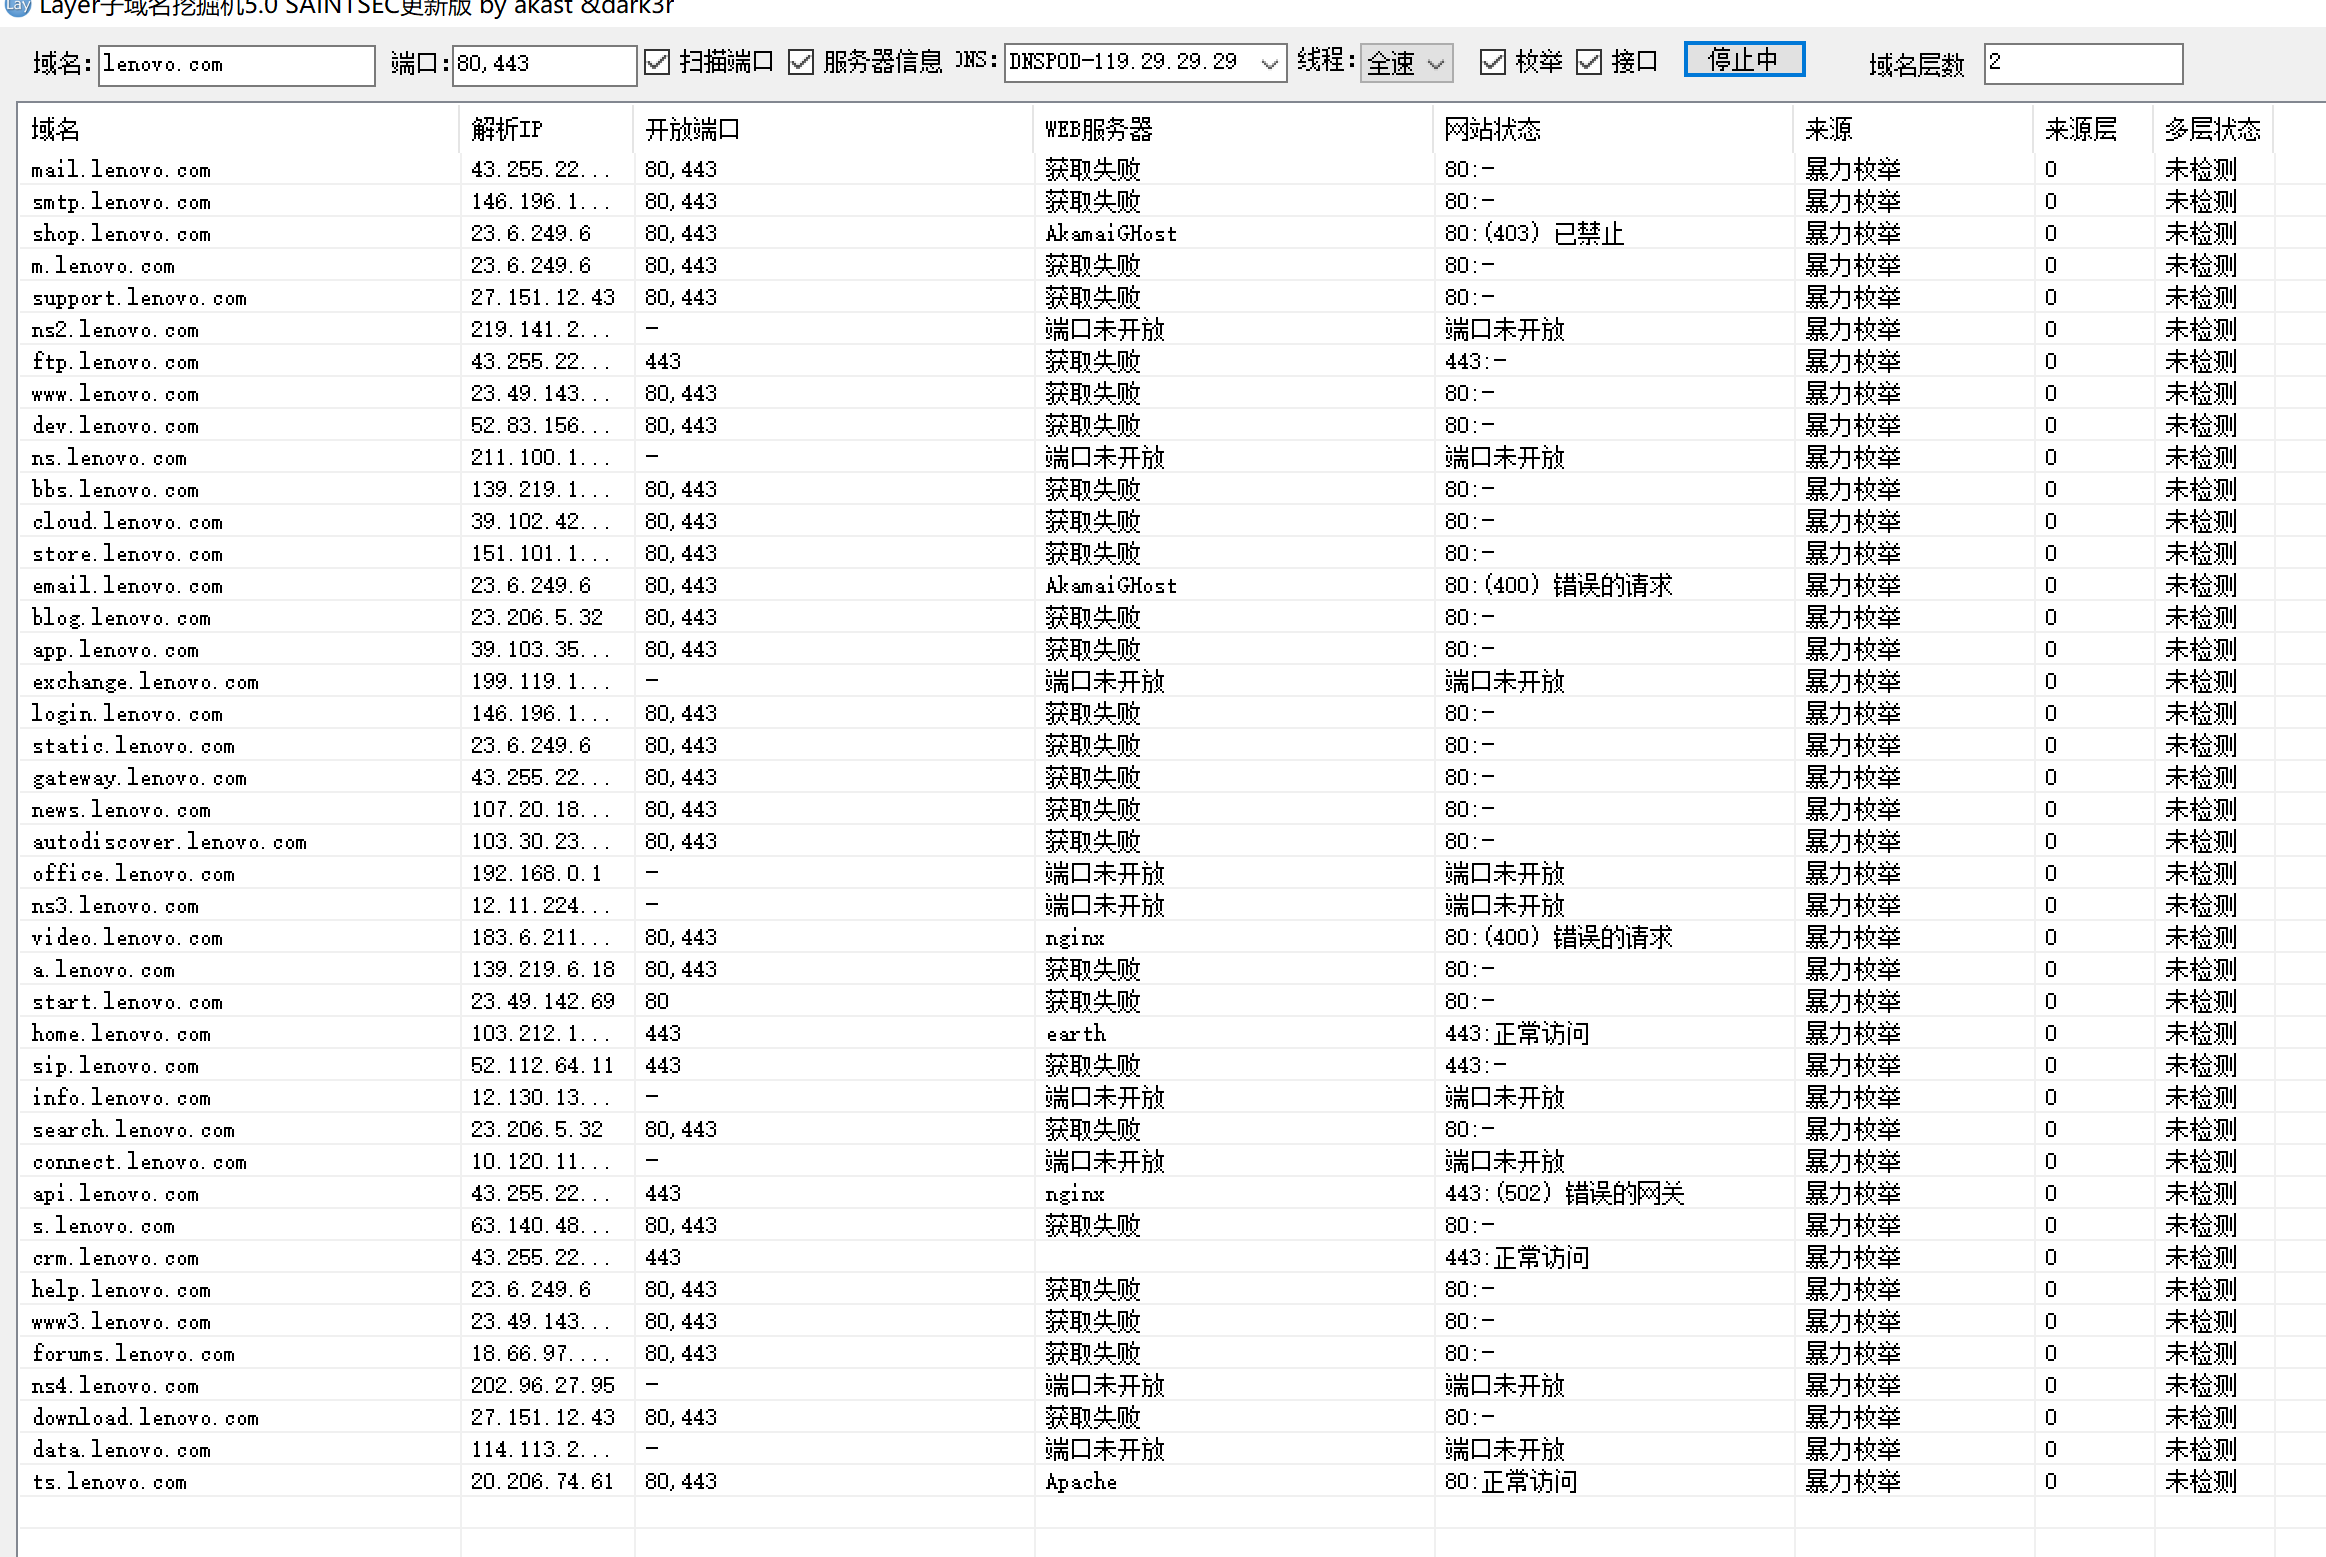 Lay Layer子域名挖掘机5.0 SAINTSEC更新版 by akast &dark3r
域名: lenovo.com 端口: 80,443 扫描端口 服务器信息 DNS: DNSPOD-119.29.29.29 线程: 全速 枚举 接口 停止中 域名层数 2
域名 解析IP 开放端口 WEB服务器 网站状态 来源 来源层 多层状态
mail.lenovo.com 43.255.22... 80,443 获取失败 80:- 暴力枚举 0 未检测
smtp.lenovo.com 146.196.1... 80,443 获取失败 80:- 暴力枚举 0 未检测
shop.lenovo.com 23.6.249.6 80,443 AkamaiGHost 80:(403) 已禁止 暴力枚举 0 未检测
m.lenovo.com 23.6.249.6 80,443 获取失败 80:- 暴力枚举 0 未检测
support.lenovo.com 27.151.12.43 80,443 获取失败 80:- 暴力枚举 0 未检测
ns2.lenovo.com 219.141.2... - 端口未开放 端口未开放 暴力枚举 0 未检测
ftp.lenovo.com 43.255.22... 443 获取失败 443:- 暴力枚举 0 未检测
www.lenovo.com 23.49.143... 80,443 获取失败 80:- 暴力枚举 0 未检测
dev.lenovo.com 52.83.156... 80,443 获取失败 80:- 暴力枚举 0 未检测
ns.lenovo.com 211.100.1... - 端口未开放 端口未开放 暴力枚举 0 未检测
bbs.lenovo.com 139.219.1... 80,443 获取失败 80:- 暴力枚举 0 未检测
cloud.lenovo.com 39.102.42... 80,443 获取失败 80:- 暴力枚举 0 未检测
store.lenovo.com 151.101.1... 80,443 获取失败 80:- 暴力枚举 0 未检测
email.lenovo.com 23.6.249.6 80,443 AkamaiGHost 80:(400) 错误的请求 暴力枚举 0 未检测
blog.lenovo.com 23.206.5.32 80,443 获取失败 80:- 暴力枚举 0 未检测
app.lenovo.com 39.103.35... 80,443 获取失败 80:- 暴力枚举 0 未检测
exchange.lenovo.com 199.119.1... - 端口未开放 端口未开放 暴力枚举 0 未检测
login.lenovo.com 146.196.1... 80,443 获取失败 80:- 暴力枚举 0 未检测
static.lenovo.com 23.6.249.6 80,443 获取失败 80:- 暴力枚举 0 未检测
gateway.lenovo.com 43.255.22... 80,443 获取失败 80:- 暴力枚举 0 未检测
news.lenovo.com 107.20.18... 80,443 获取失败 80:- 暴力枚举 0 未检测
autodiscover.lenovo.com 103.30.23... 80,443 获取失败 80:- 暴力枚举 0 未检测
office.lenovo.com 192.168.0.1 - 端口未开放 端口未开放 暴力枚举 0 未检测
ns3.lenovo.com 12.11.224... - 端口未开放 端口未开放 暴力枚举 0 未检测
video.lenovo.com 183.6.211... 80,443 nginx 80:(400) 错误的请求 暴力枚举 0 未检测
a.lenovo.com 139.219.6.18 80,443 获取失败 80:- 暴力枚举 0 未检测
start.lenovo.com 23.49.142.69 80 获取失败 80:- 暴力枚举 0 未检测
home.lenovo.com 103.212.1... 443 earth 443:正常访问 暴力枚举 0 未检测
sip.lenovo.com 52.112.64.11 443 获取失败 443:- 暴力枚举 0 未检测
info.lenovo.com 12.130.13... - 端口未开放 端口未开放 暴力枚举 0 未检测
search.lenovo.com 23.206.5.32 80,443 获取失败 80:- 暴力枚举 0 未检测
connect.lenovo.com 10.120.11... - 端口未开放 端口未开放 暴力枚举 0 未检测
api.lenovo.com 43.255.22... 443 nginx 443:(502) 错误的网关 暴力枚举 0 未检测
s.lenovo.com 63.140.48... 80,443 获取失败 80:- 暴力枚举 0 未检测
crm.lenovo.com 43.255.22... 443 443:正常访问 暴力枚举 0 未检测
help.lenovo.com 23.6.249.6 80,443 获取失败 80:- 暴力枚举 0 未检测
www3.lenovo.com 23.49.143... 80,443 获取失败 80:- 暴力枚举 0 未检测
forums.lenovo.com 18.66.97.... 80,443 获取失败 80:- 暴力枚举 0 未检测
ns4.lenovo.com 202.96.27.95 - 端口未开放 端口未开放 暴力枚举 0 未检测
download.lenovo.com 27.151.12.43 80,443 获取失败 80:- 暴力枚举 0 未检测
data.lenovo.com 114.113.2... - 端口未开放 端口未开放 暴力枚举 0 未检测
ts.lenovo.com 20.206.74.61 80,443 Apache 80:正常访问 暴力枚举 0 未检测